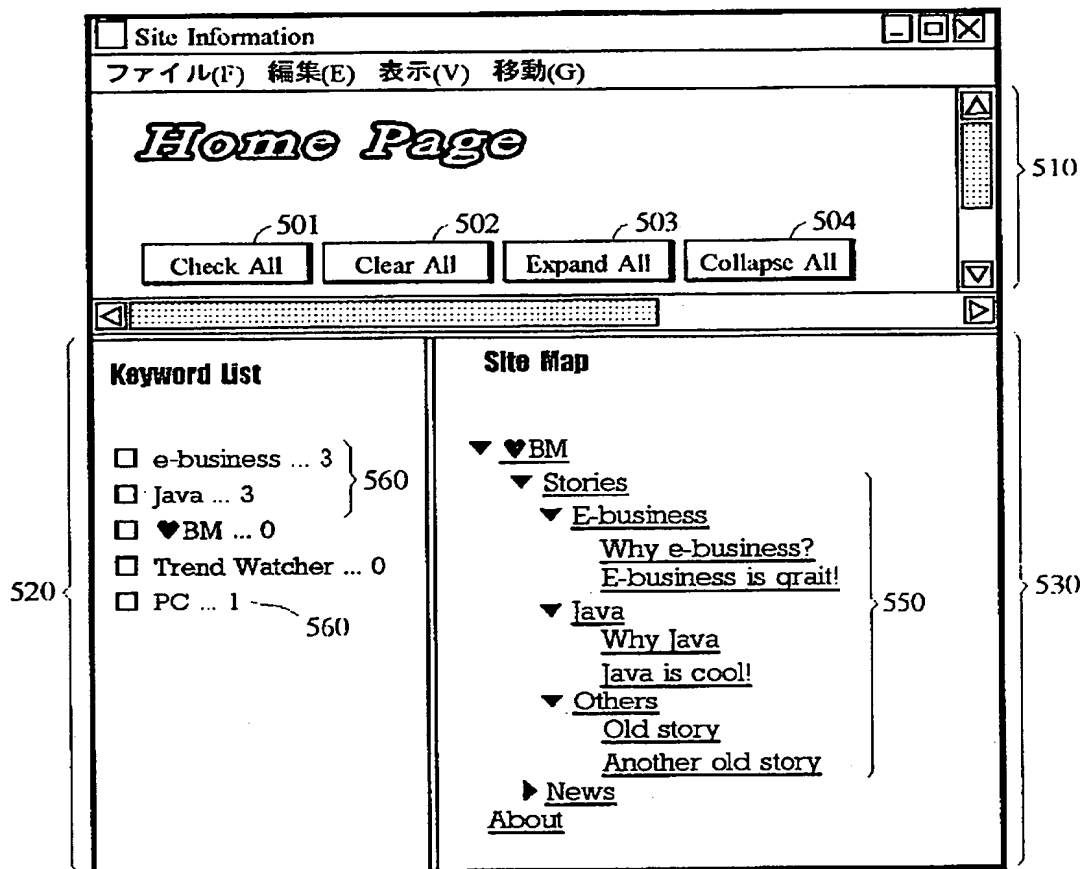 Site Information
ファイル(F) 編集(E) 表示(V) 移動(G)
Home Page
510
501 502 503 504
Check All Clear All Expand All Collapse All
Keyword List
e-business ... 3
Java ... 3
560
♥BM ... 0
Trend Watcher ... 0
PC ... 1
560
520
Site Map
♥BM
Stories
E-business
Why e-business?
E-business is grait!
Java
Why Java
Java is cool!
Others
Old story
Another old story
News
About
550
530